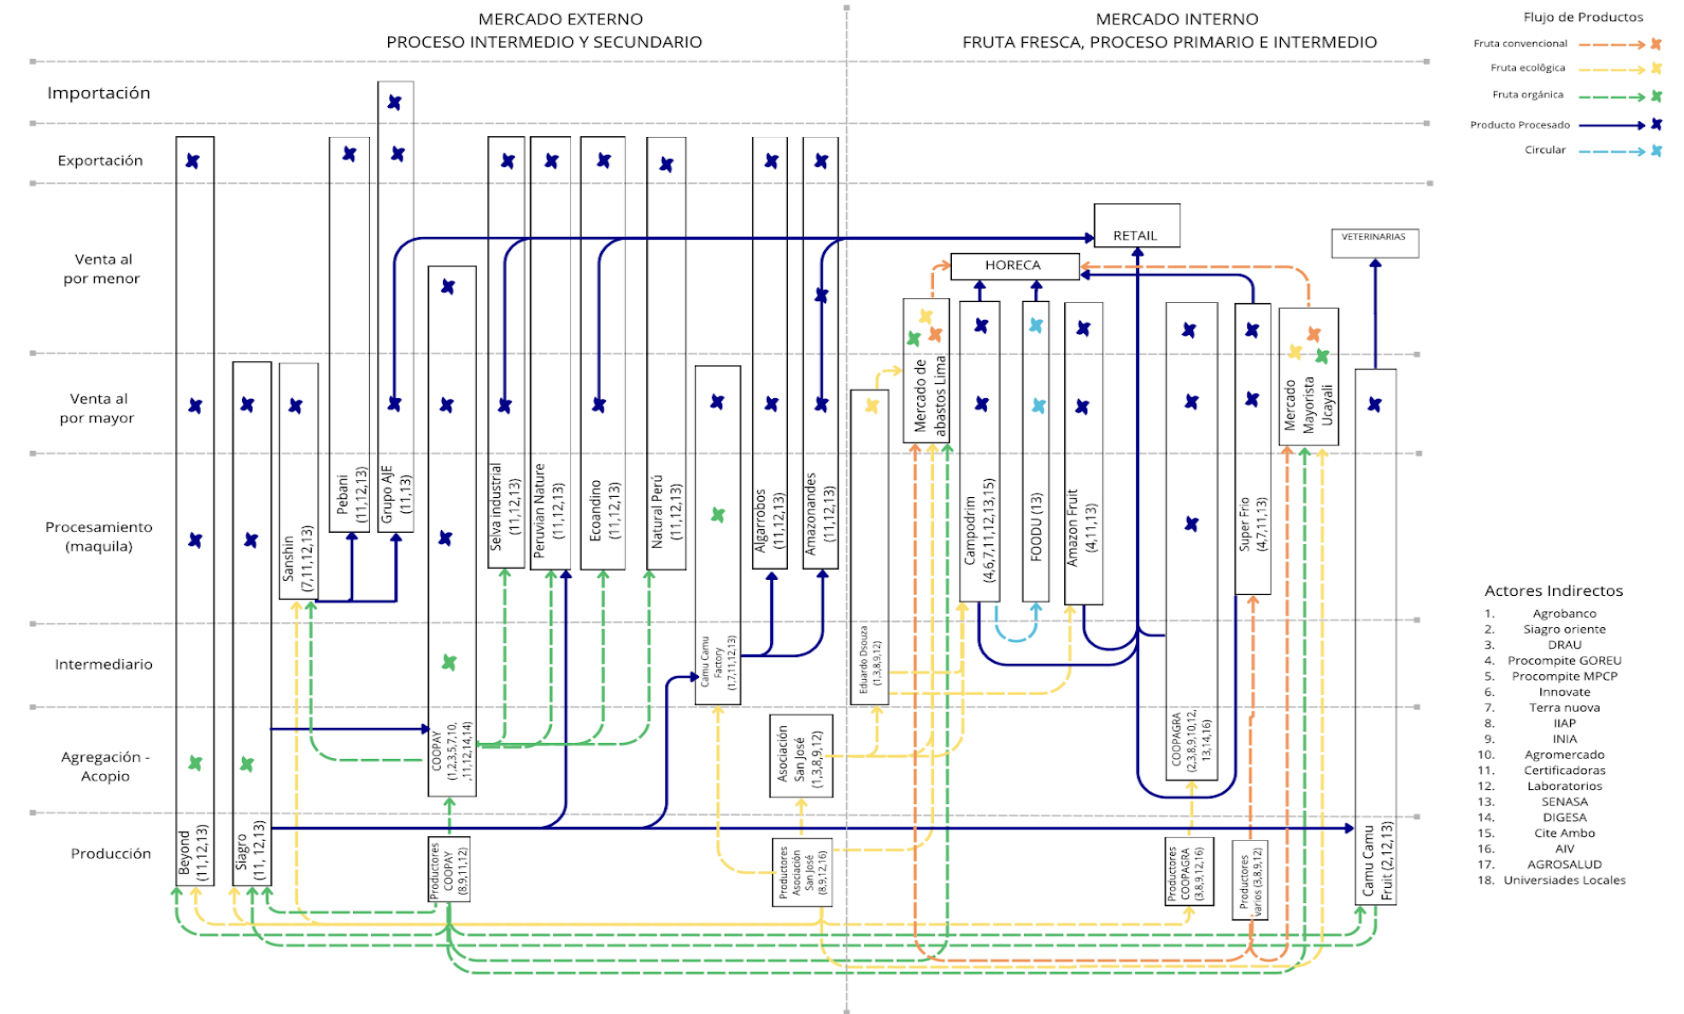 MERCADO EXTERNO
PROCESO INTERMEDIO Y SECUNDARIO
MERCADO INTERNO
FRUTA FRESCA, PROCESO PRIMARIO E INTERMEDIO
Flujo de Productos
Fruta convencional
Fruta ecológica
Fruta orgánica
Producto Procesado
Circular
Importación
Exportación
Venta al
por menor
Venta al
por mayor
Procesamiento
(maquila)
Intermediario
Agregación -
Acopio
Producción
Beyond
(11,12,13)
Siagro
(11, 12,13)
Sanshin
(7,11,12,13)
Pebani
(11,12,13)
Grupo AJE
(11,13)
COOPAY
(1,2,3,5,7,10,
,11,12,14,14)
Productores
COOPAY
(8,9,11,12)
Selva industrial
(11,12,13)
Peruvian Nature
(11,12,13)
Ecoandino
(11,12,13)
Natural Perú
(11,12,13)
Camu Camu
Factory
(1,7,11,12,13)
Algarrobos
(11,12,13)
Amazonandes
(11,12,13)
Asociación
San José
(1,3,8,9,12)
Productores
Asociación
San José
(8,9,12,16)
Eduardo Dsouza
(1,3,8,9,12)
Mercado de
abastos Lima
HORECA
RETAIL
VETERINARIAS
Campodrim
(4,6,7,11,12,13,15)
FOODU (13)
Amazon Fruit
(4,11,13)
COOPAGRA
(2,3,8,9,10,12,
13,14,16)
Productores
COOPAGRA
(3,8,9,12,16)
Super Frio
(4,7,11,13)
Productores
varios (3,8,9,12)
Mercado
Mayorista
Ucayali
Camu Camu
Fruit (2,12,13)
Actores Indirectos
1. Agrobanco
2. Siagro oriente
3. DRAU
4. Procompite GOREU
5. Procompite MPCP
6. Innovate
7. Terra nuova
8. IIAP
9. INIA
10. Agromercado
11. Certificadoras
12. Laboratorios
13. SENASA
14. DIGESA
15. Cite Ambo
16. AIV
17. AGROSALUD
18. Universiades Locales